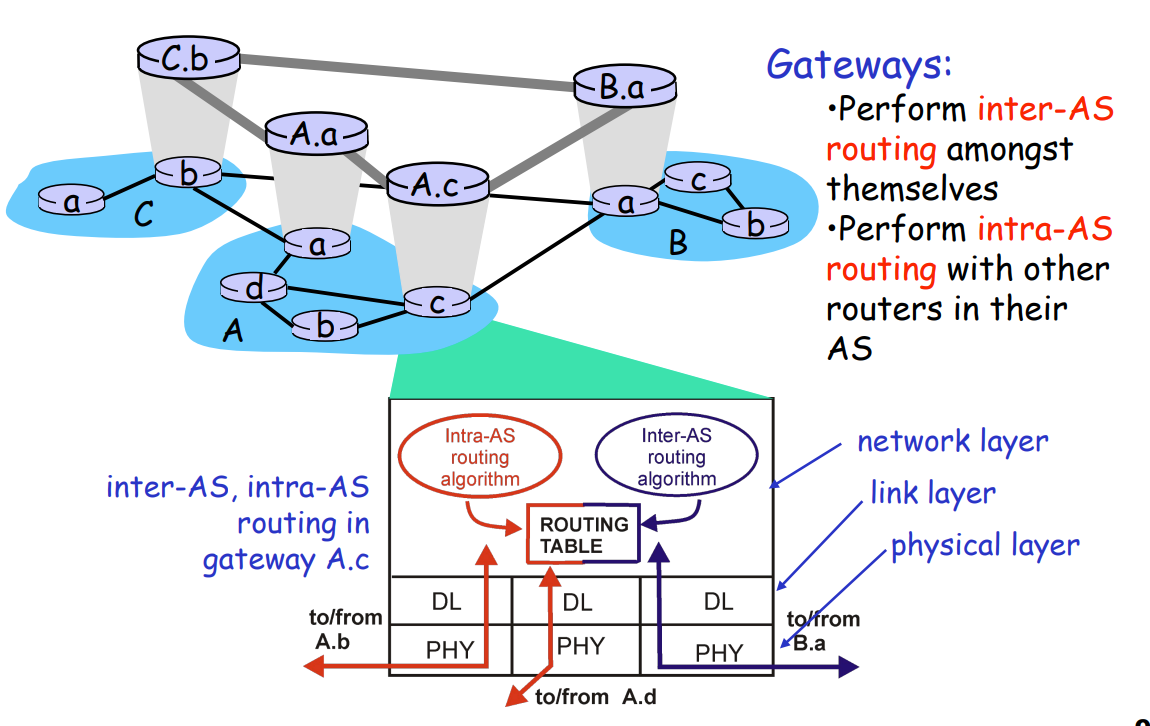 C.b
B.a
A.a
A.c
a
b
C
a
d
b
c
A
a
c
b
B
Gateways:
•Perform inter-AS
routing amongst
themselves
•Perform intra-AS
routing with other
routers in their
AS
inter-AS, intra-AS
routing in
gateway A.c
Intra-AS
routing
algorithm
Inter-AS
routing
algorithm
ROUTING
TABLE
DL
DL
DL
PHY
PHY
PHY
to/from
A.b
to/from A.d
to/from
B.a
network layer
link layer
physical layer